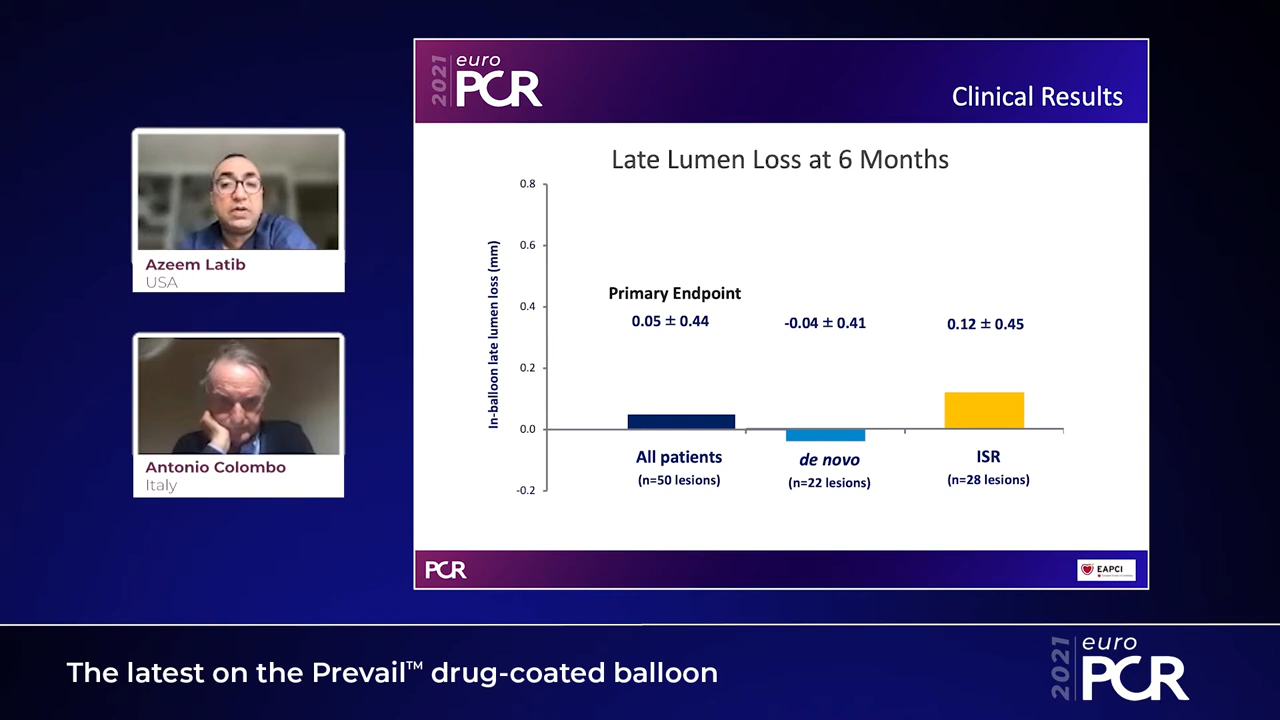 2021 euro PCR
Clinical Results
Late Lumen Loss at 6 Months
In-balloon late lumen loss (mm)
0.8
0.6
0.4
0.2
0.0
-0.2
Primary Endpoint
0.05 ± 0.44
-0.04 ± 0.41
0.12 ± 0.45
All patients
(n=50 lesions)
de novo
(n=22 lesions)
ISR
(n=28 lesions)
PCR
EAPCI
Azeem Latib
USA
Antonio Colombo
Italy
The latest on the Prevail™ drug-coated balloon
2021 euro PCR